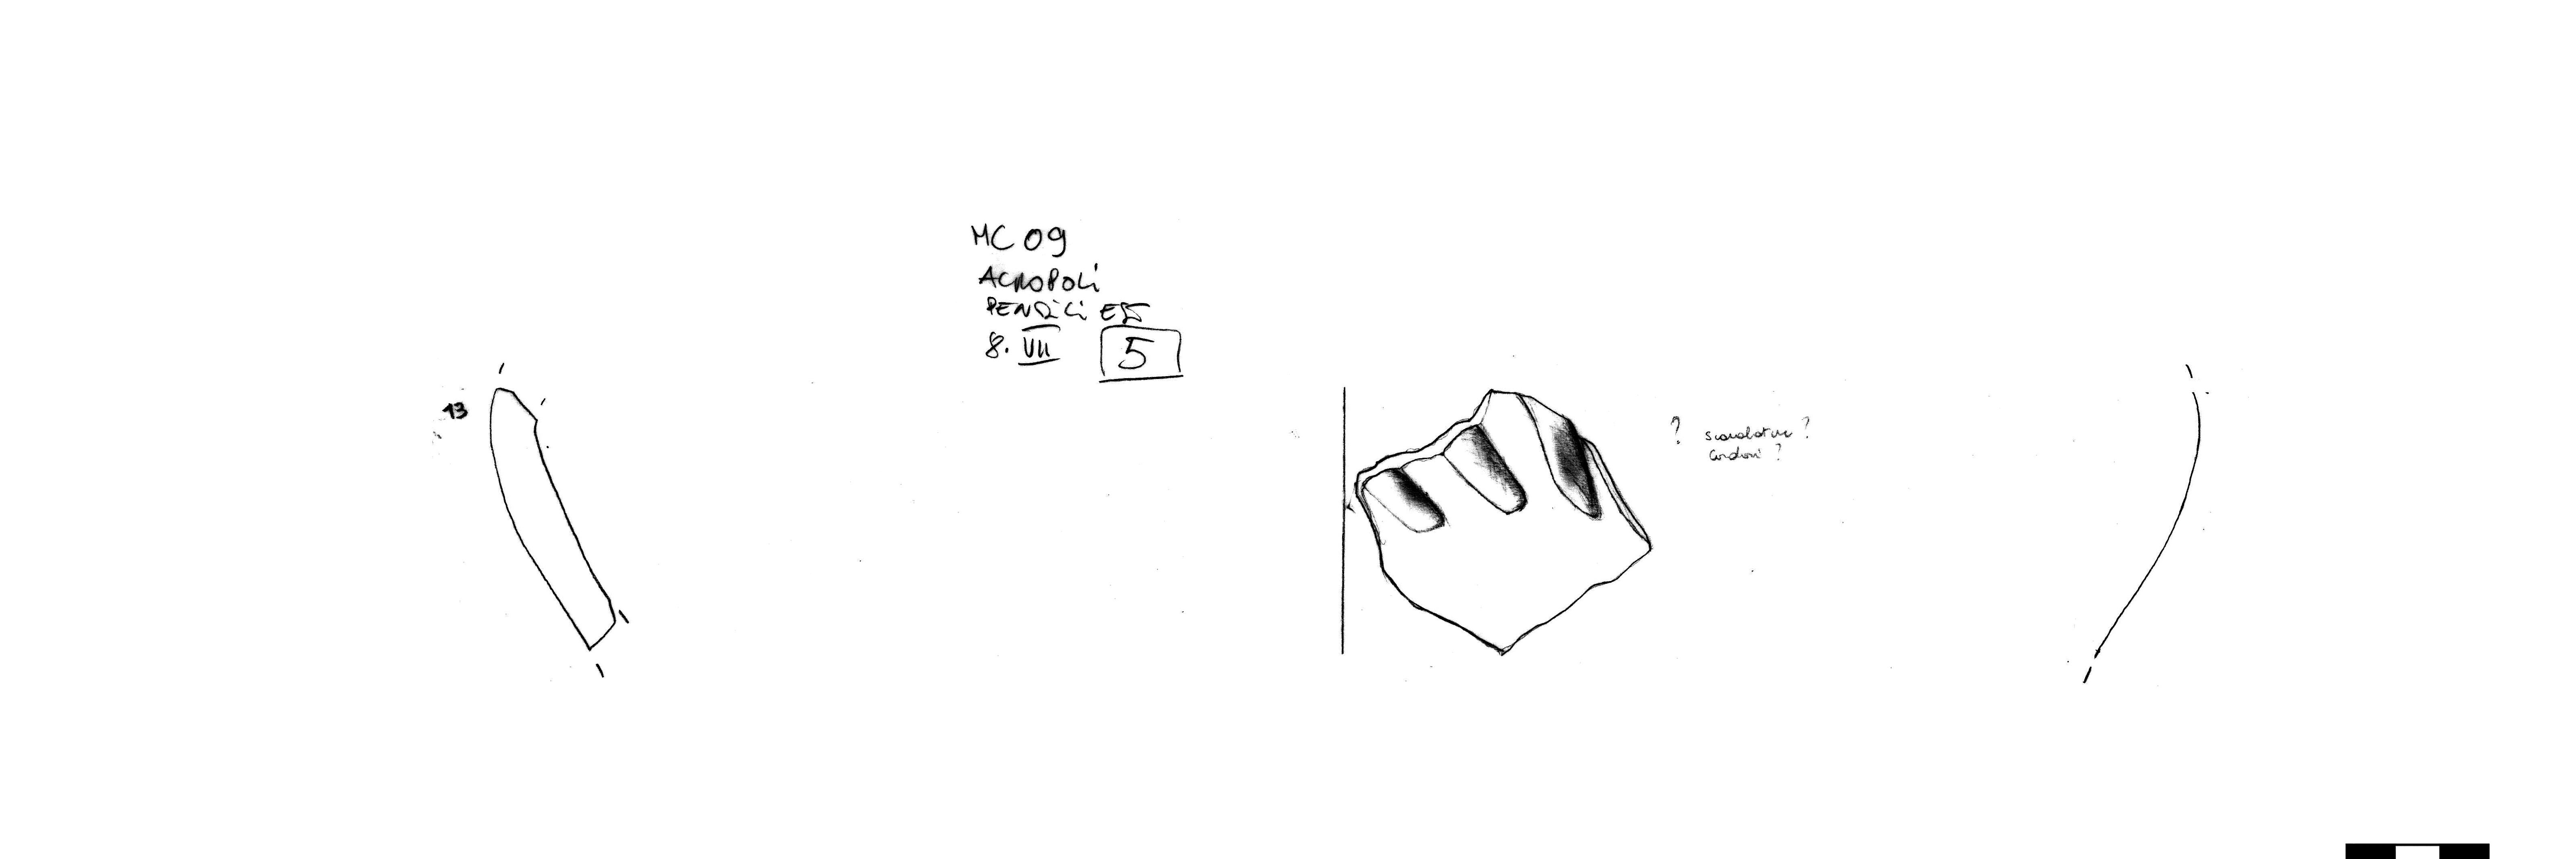 MC 09
ACROPOLI
PENDICI EST
8. VII 5
13
? scanalature ?
cordoni ?